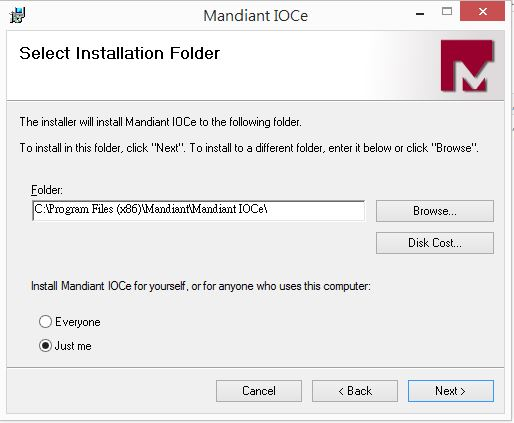 Mandiant IOCe
Select Installation Folder
The installer will install Mandiant IOCe to the following folder.
To install in this folder, click "Next". To install to a different folder, enter it below or click "Browse".
Folder:
C:\Program Files (x86)\Mandiant\Mandiant IOCe\
Browse...
Disk Cost...
Install Mandiant IOCe for yourself, or for anyone who uses this computer:
Everyone
Just me
Cancel
< Back
Next >